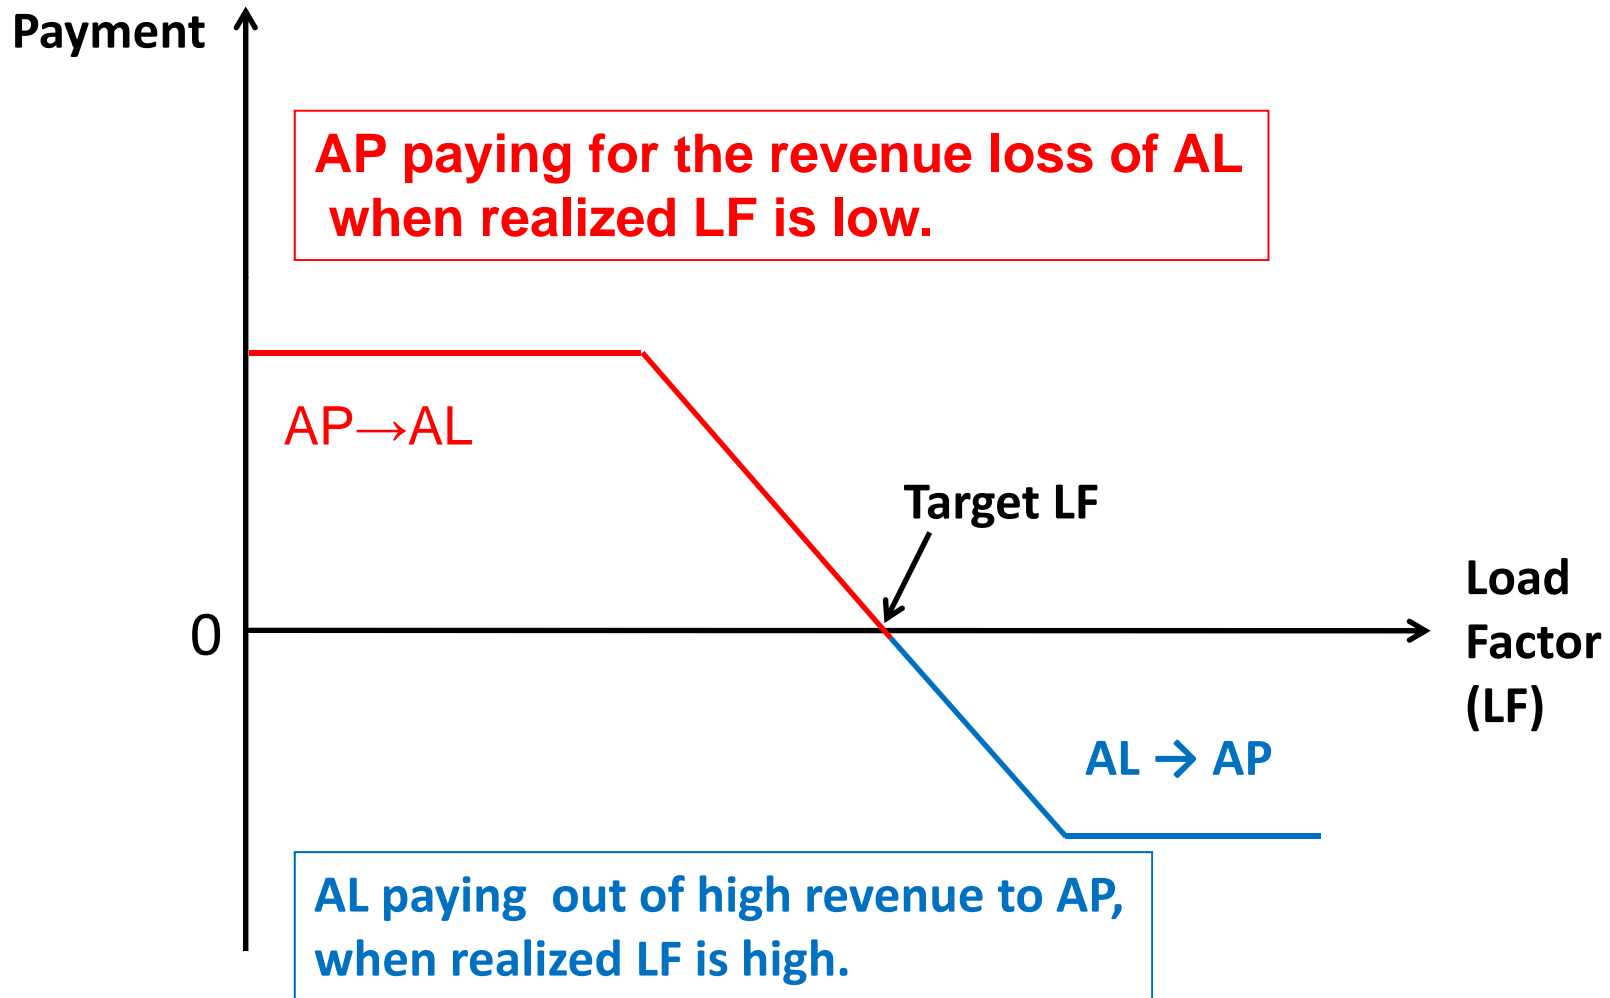 Payment
AP paying for the revenue loss of AL
when realized LF is low.
AP→AL
Target LF
Load
Factor
(LF)
0
AL → AP
AL paying  out of high revenue to AP,
when realized LF is high.